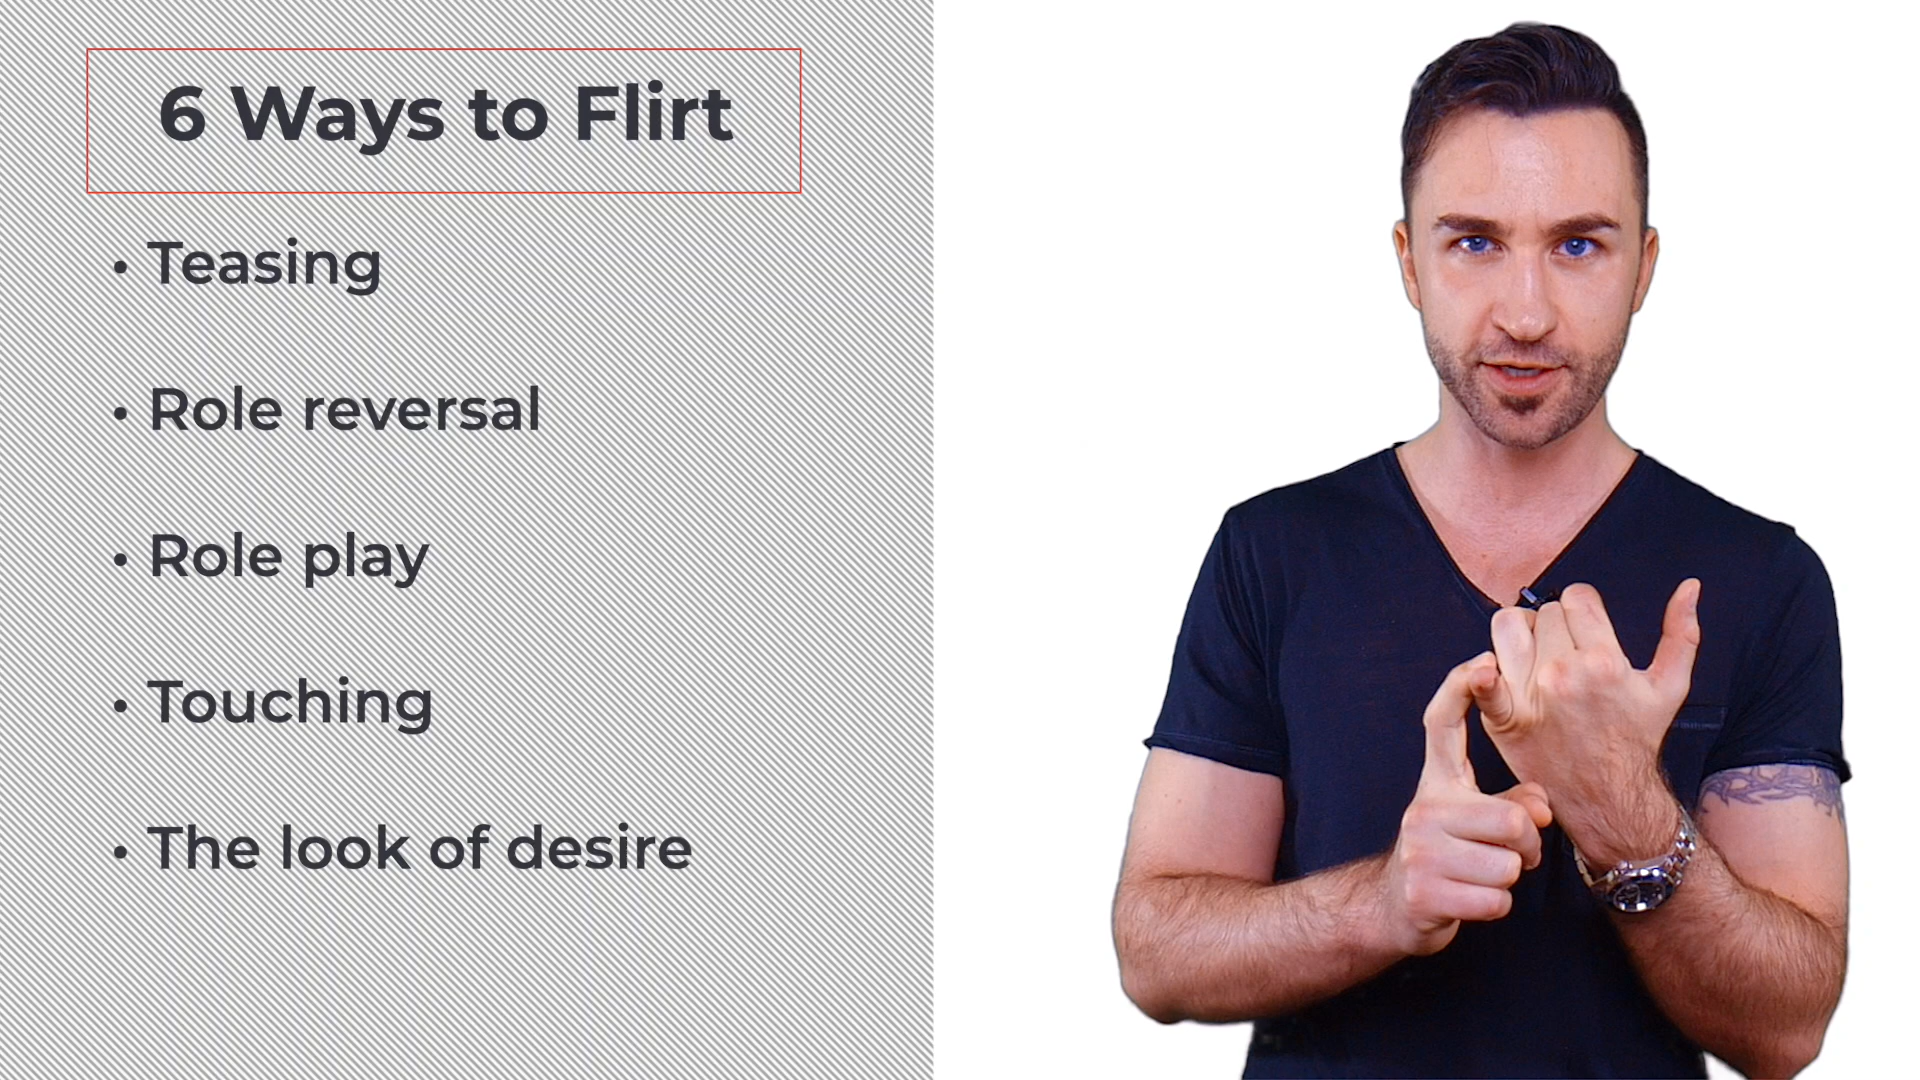 6 Ways to Flirt
• Teasing
• Role reversal
• Role play
• Touching
• The look of desire